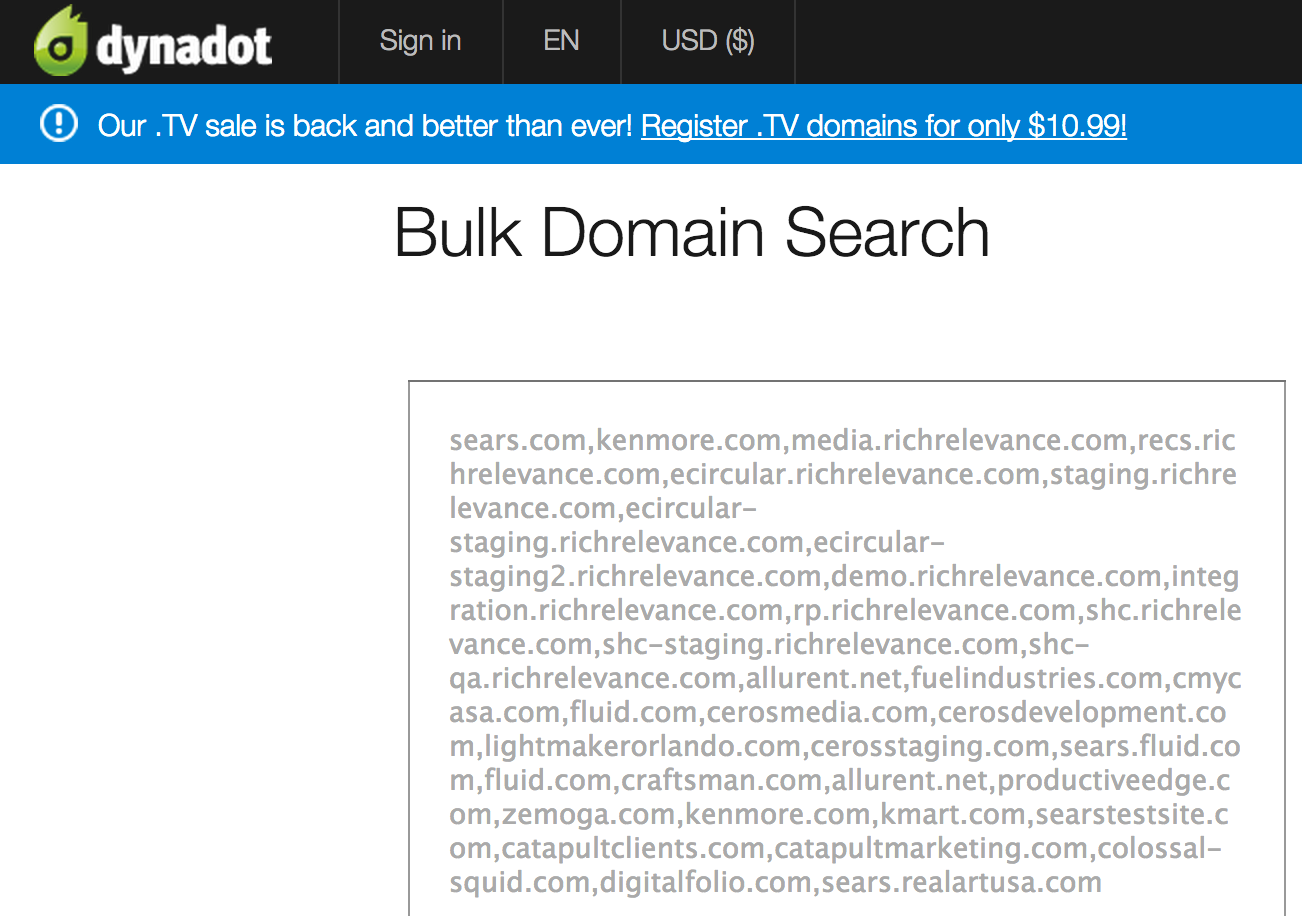 dynadot
Sign in
EN
USD ($)
Our .TV sale is back and better than ever! Register .TV domains for only $10.99!
Bulk Domain Search
sears.com,kenmore.com,media.richrelevance.com,recs.ric
hrelevance.com,ecircular.richrelevance.com,staging.richre
levance.com,ecircular-
staging.richrelevance.com,ecircular-
staging2.richrelevance.com,demo.richrelevance.com,integ
ration.richrelevance.com,rp.richrelevance.com,shc.richrele
vance.com,shc-staging.richrelevance.com,shc-
qa.richrelevance.com,allurent.net,fuelindustries.com,cmyc
asa.com,fluid.com,cerosmedia.com,cerosdevelopment.co
m,lightmakerorlando.com,cerosstaging.com,sears.fluid.co
m,fluid.com,craftsman.com,allurent.net,productiveedge.c
om,zemoga.com,kenmore.com,kmart.com,searstestsite.c
om,catapultclients.com,catapultmarketing.com,colossal-
squid.com,digitalfolio.com,sears.realartusa.com